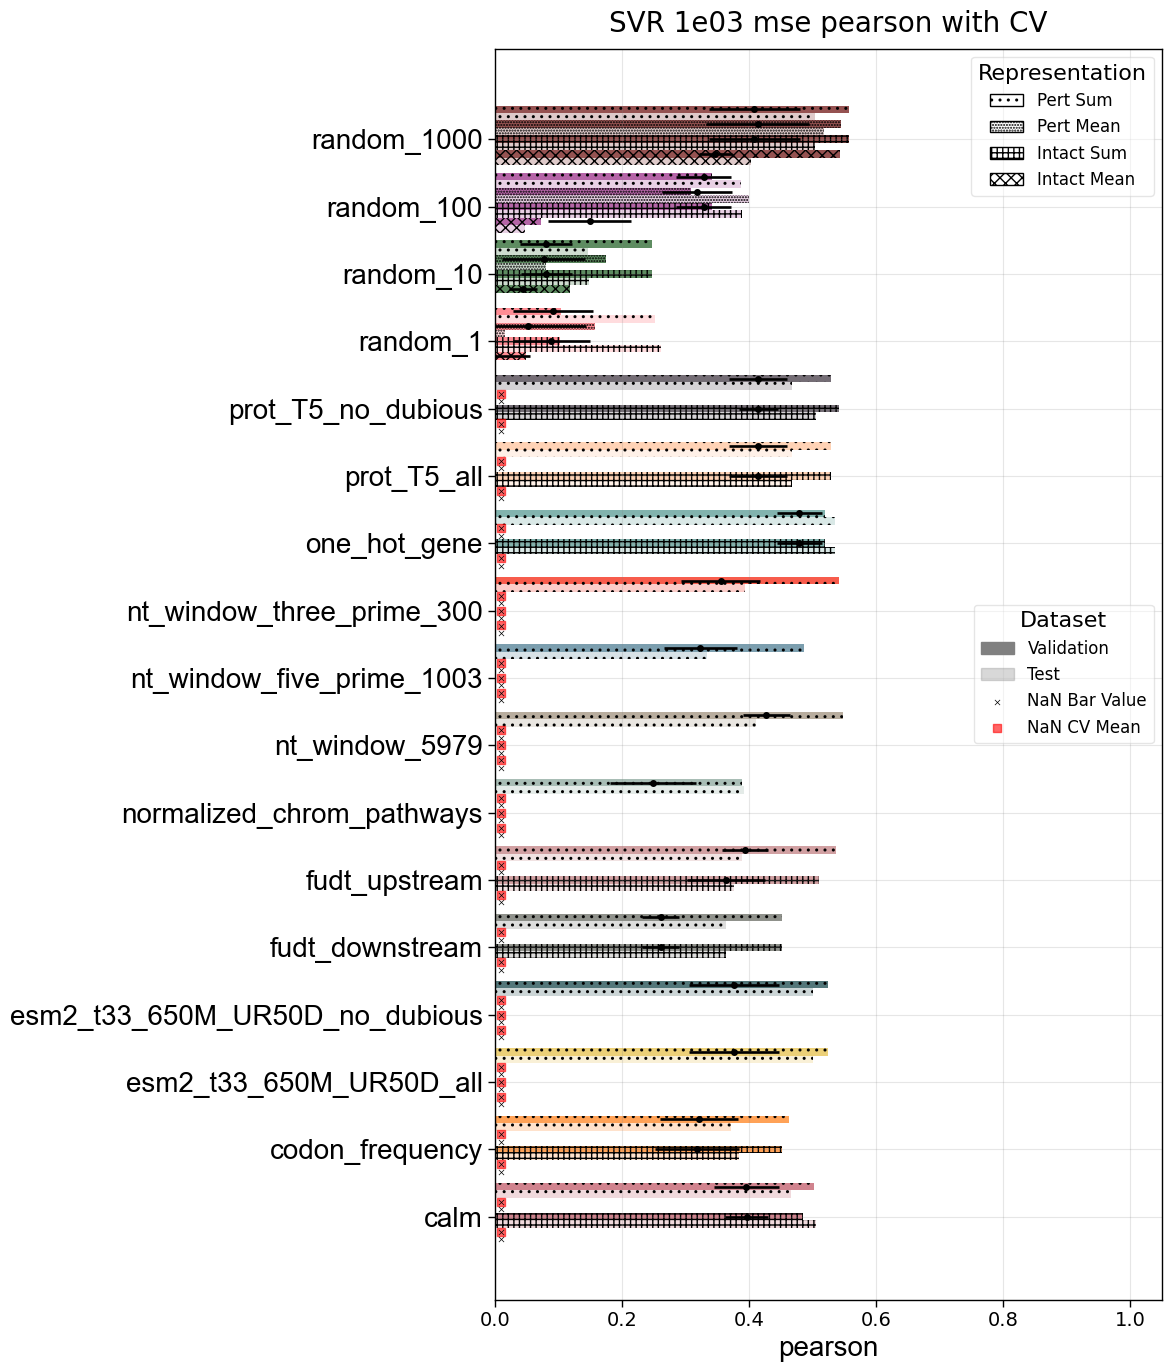 SVR 1e03 mse pearson with CV
Representation
Pert Sum
Pert Mean
Intact Sum
Intact Mean
random_1000
random_100
random_10
random_1
prot_T5_no_dubious
prot_T5_all
one_hot_gene
nt_window_three_prime_300
nt_window_five_prime_1003
nt_window_5979
normalized_chrom_pathways
fudt_upstream
fudt_downstream
esm2_t33_650M_UR50D_no_dubious
esm2_t33_650M_UR50D_all
codon_frequency
calm
Dataset
Validation
Test
NaN Bar Value
NaN CV Mean
0.0 0.2 0.4 0.6 0.8 1.0
pearson